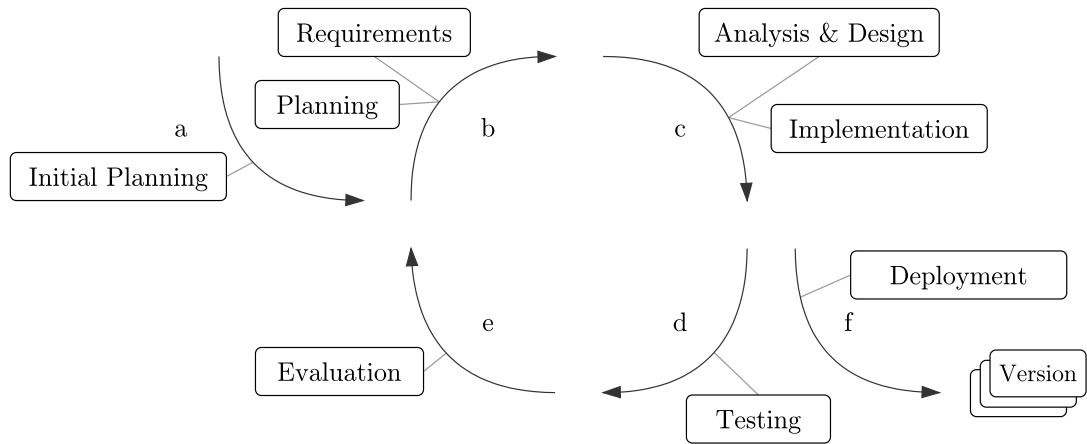 Requirements
Analysis & Design
Planning
a
b
c
Implementation
Initial Planning
Deployment
e
d
f
Evaluation
Version
Testing